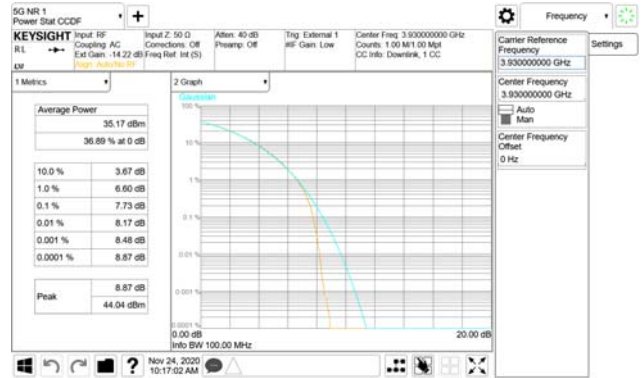 5G NR 1
Power Stat CCDF
Frequency
KEYSIGHT
RL
Input: RF
Coupling: AC
Ext Gain: -14.22 dB
Align: Auto/No RF
Input Z: 50 Ω
Corrections: Off
Freq Ref: Int (S)
Atten: 40 dB
Preamp: Off
Trig: External 1
#IF Gain: Low
Center Freq: 3.930000000 GHz
Counts: 1.00 M/1.00 Mpt
CC Info: Downlink, 1 CC
LXI
1 Metrics
2 Graph
Average Power
35.17 dBm
36.89 % at 0 dB
10.0 % 3.67 dB
1.0 % 6.60 dB
0.1 % 7.73 dB
0.01 % 8.17 dB
0.001 % 8.48 dB
0.0001 % 8.87 dB
Peak
8.87 dB
44.04 dBm
Gaussian
100 %
10 %
1 %
0.1 %
0.01 %
0.001 %
0.0001 %
0.00 dB
20.00 dB
Info BW 100.00 MHz
Carrier Reference
Frequency
3.930000000 GHz
Settings
Center Frequency
3.930000000 GHz
Auto
Man
Center Frequency
Offset
0 Hz
?
Nov 24, 2020
10:17:02 AM